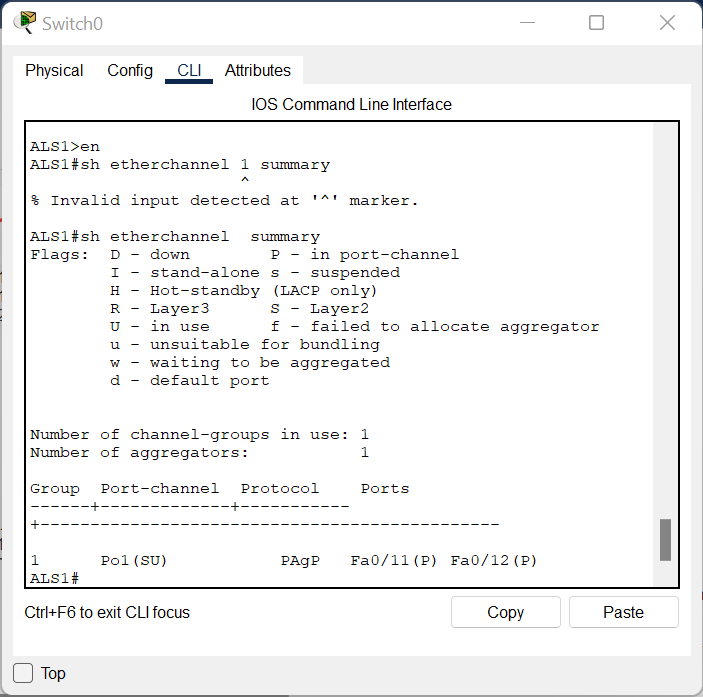 Switch0
Physical Config CLI Attributes
IOS Command Line Interface
ALS1>en
ALS1#sh etherchannel 1 summary
^
% Invalid input detected at '^' marker.
ALS1#sh etherchannel  summary
Flags:  D - down        P - in port-channel
        I - stand-alone s - suspended
        H - Hot-standby (LACP only)
        R - Layer3      S - Layer2
        U - in use      f - failed to allocate aggregator
        u - unsuitable for bundling
        w - waiting to be aggregated
        d - default port
Number of channel-groups in use: 1
Number of aggregators:           1
Group  Port-channel  Protocol    Ports
------+-------------+-----------
+----------------------------------------------
1      Po1(SU)           PAgP   Fa0/11(P) Fa0/12(P)
ALS1#
Ctrl+F6 to exit CLI focus
Copy
Paste
Top